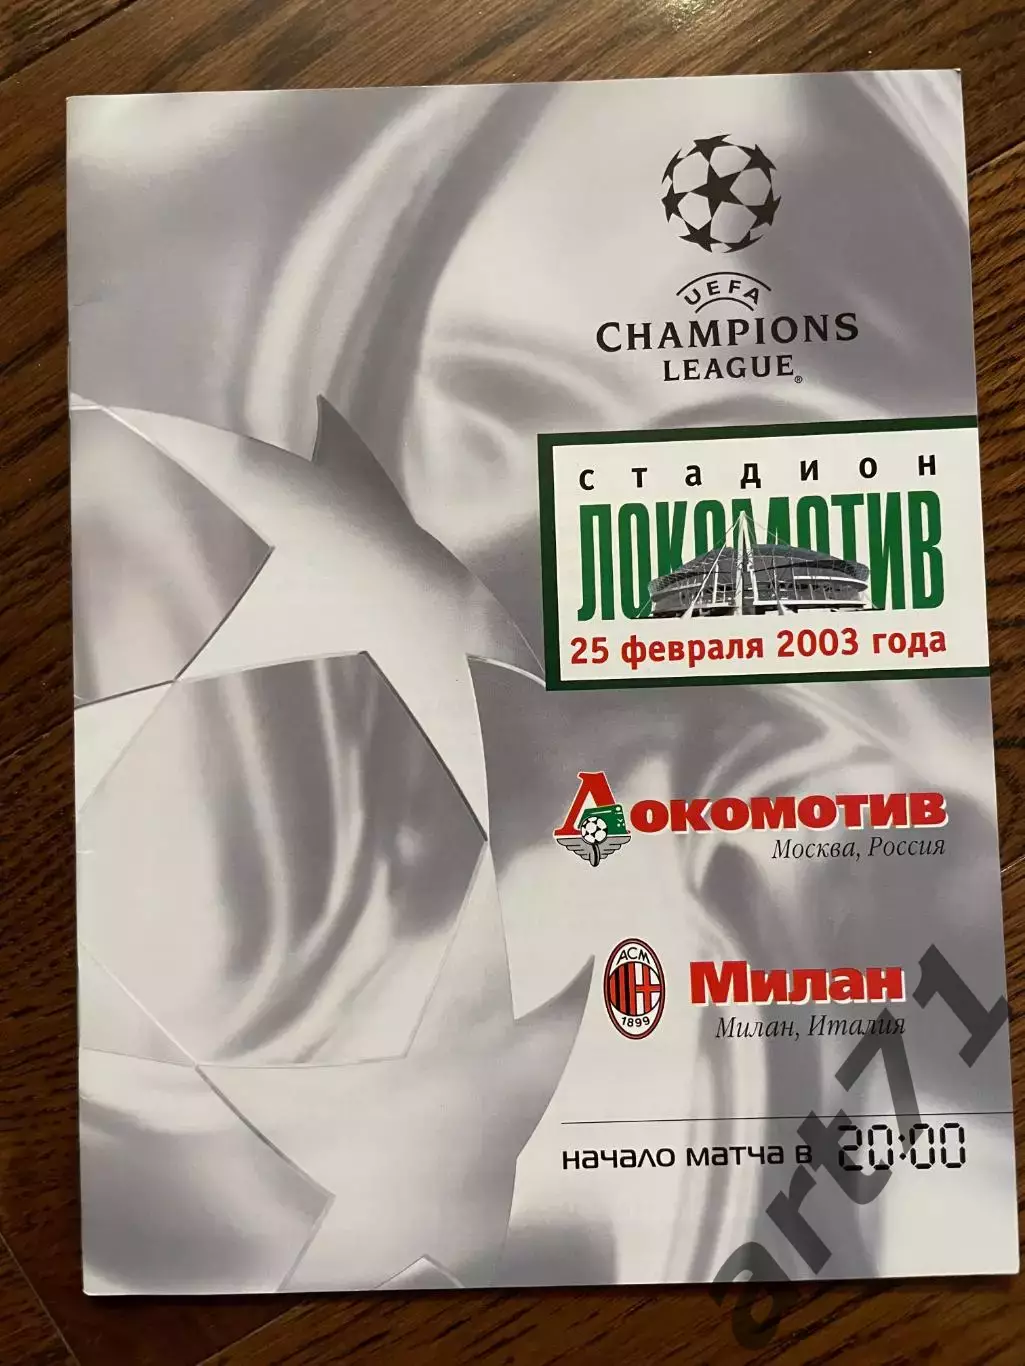 UEFA
CHAMPIONS
LEAGUE®
стадион
ЛОКОМОТИВ
25 февраля 2003 года
Локомотив
Москва, Россия
ACM
1899
Милан
Милан, Италия
начало матча в 20:00
art71